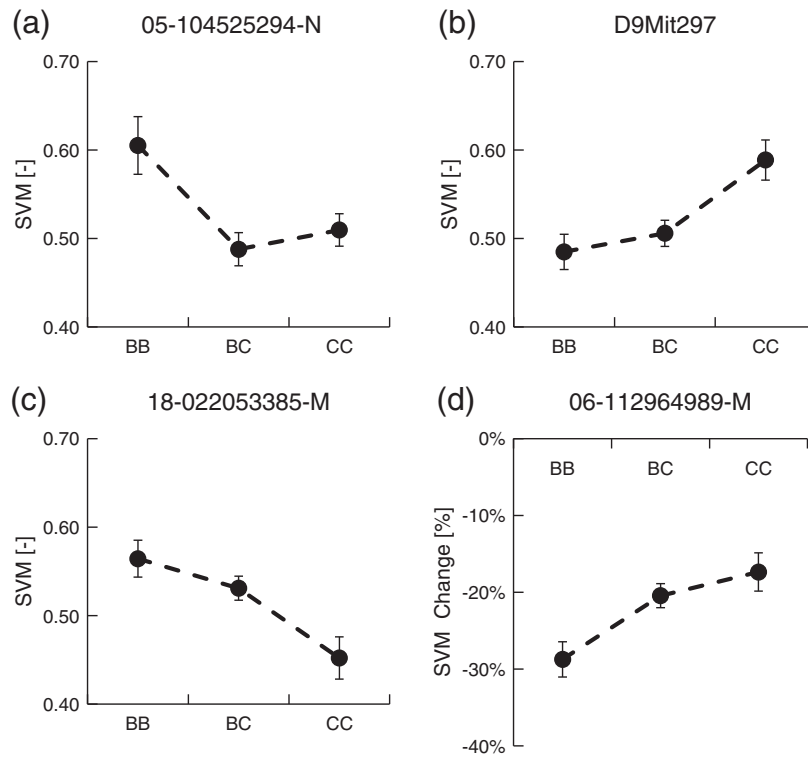 (a)
05-104525294-N
SVM [-]
0.70
0.60
0.50
0.40
BB BC CC
(b)
D9Mit297
SVM [-]
0.70
0.60
0.50
0.40
BB BC CC
(c)
18-022053385-M
SVM [-]
0.70
0.60
0.50
0.40
BB BC CC
(d)
06-112964989-M
SVM Change [%]
0%
-10%
-20%
-30%
-40%
BB BC CC